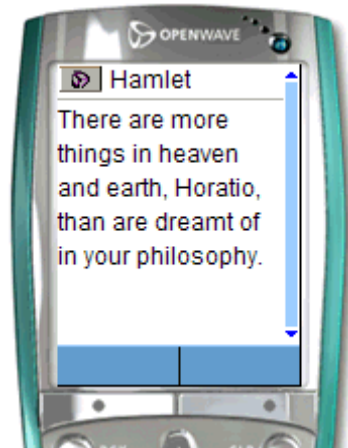 OPENWAVE
Hamlet
There are more
things in heaven
and earth, Horatio,
than are dreamt of
in your philosophy.